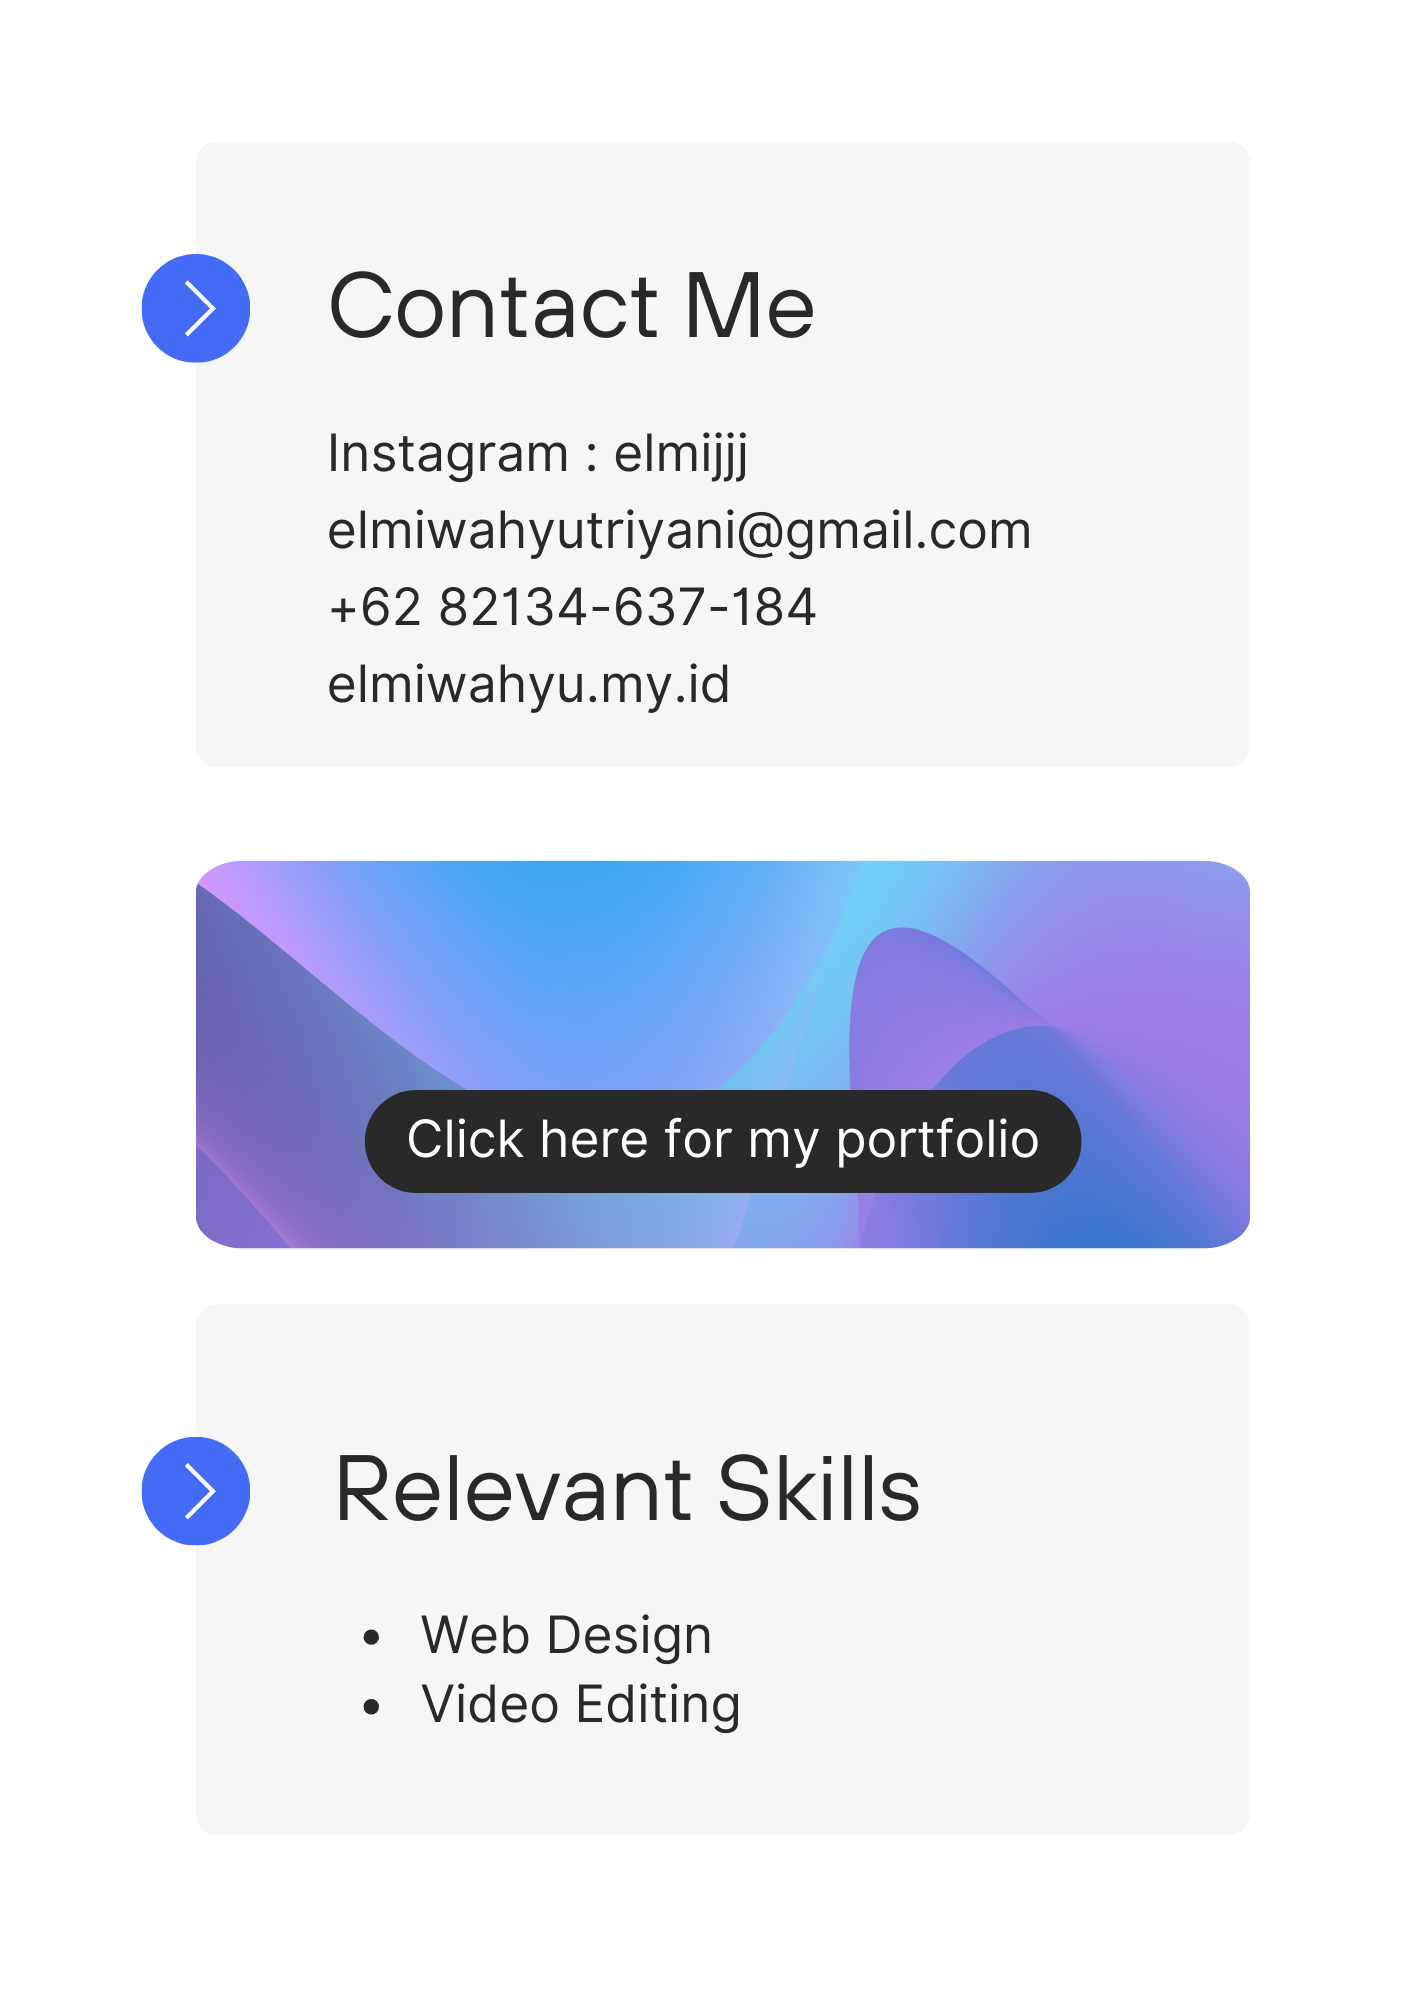 Contact Me
Instagram : elmijjj
elmiwahyutriyani@gmail.com
+62 82134-637-184
elmiwahyu.my.id
Click here for my portfolio
Relevant Skills
• Web Design
• Video Editing